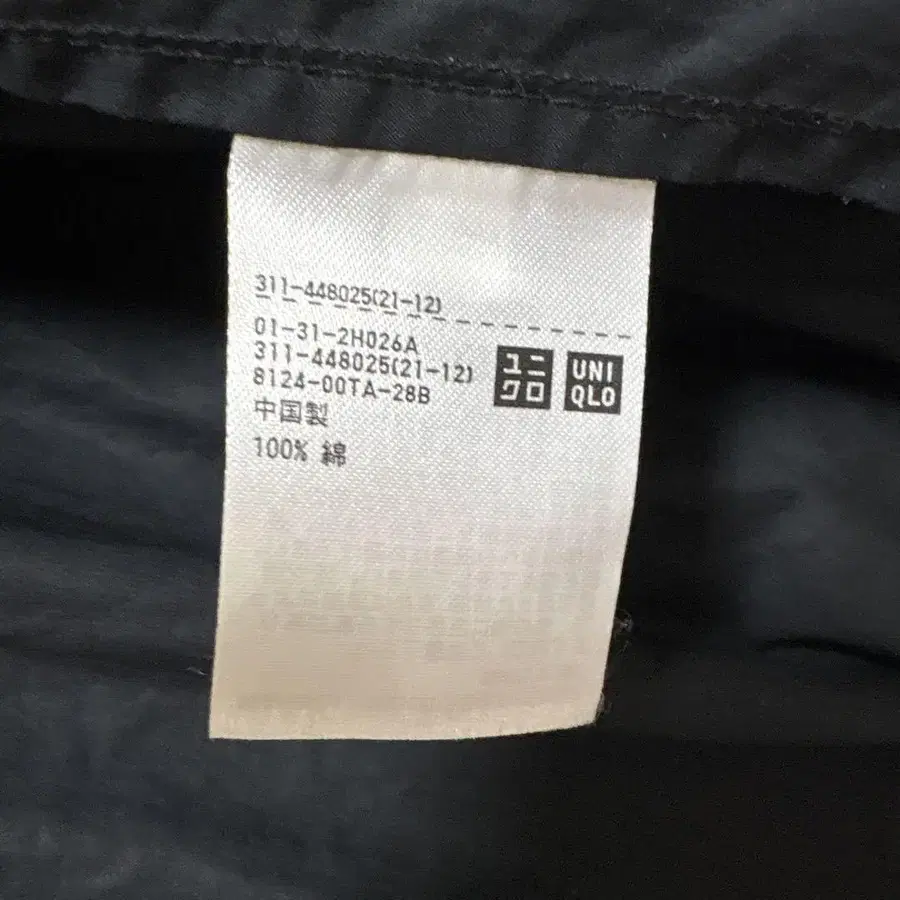 311-448025(21-12)
01-31-2H026A
311-448025(21-12)
8124-00TA-28B
中国製
100% 綿
ユニ
クロ
UNI
QLO